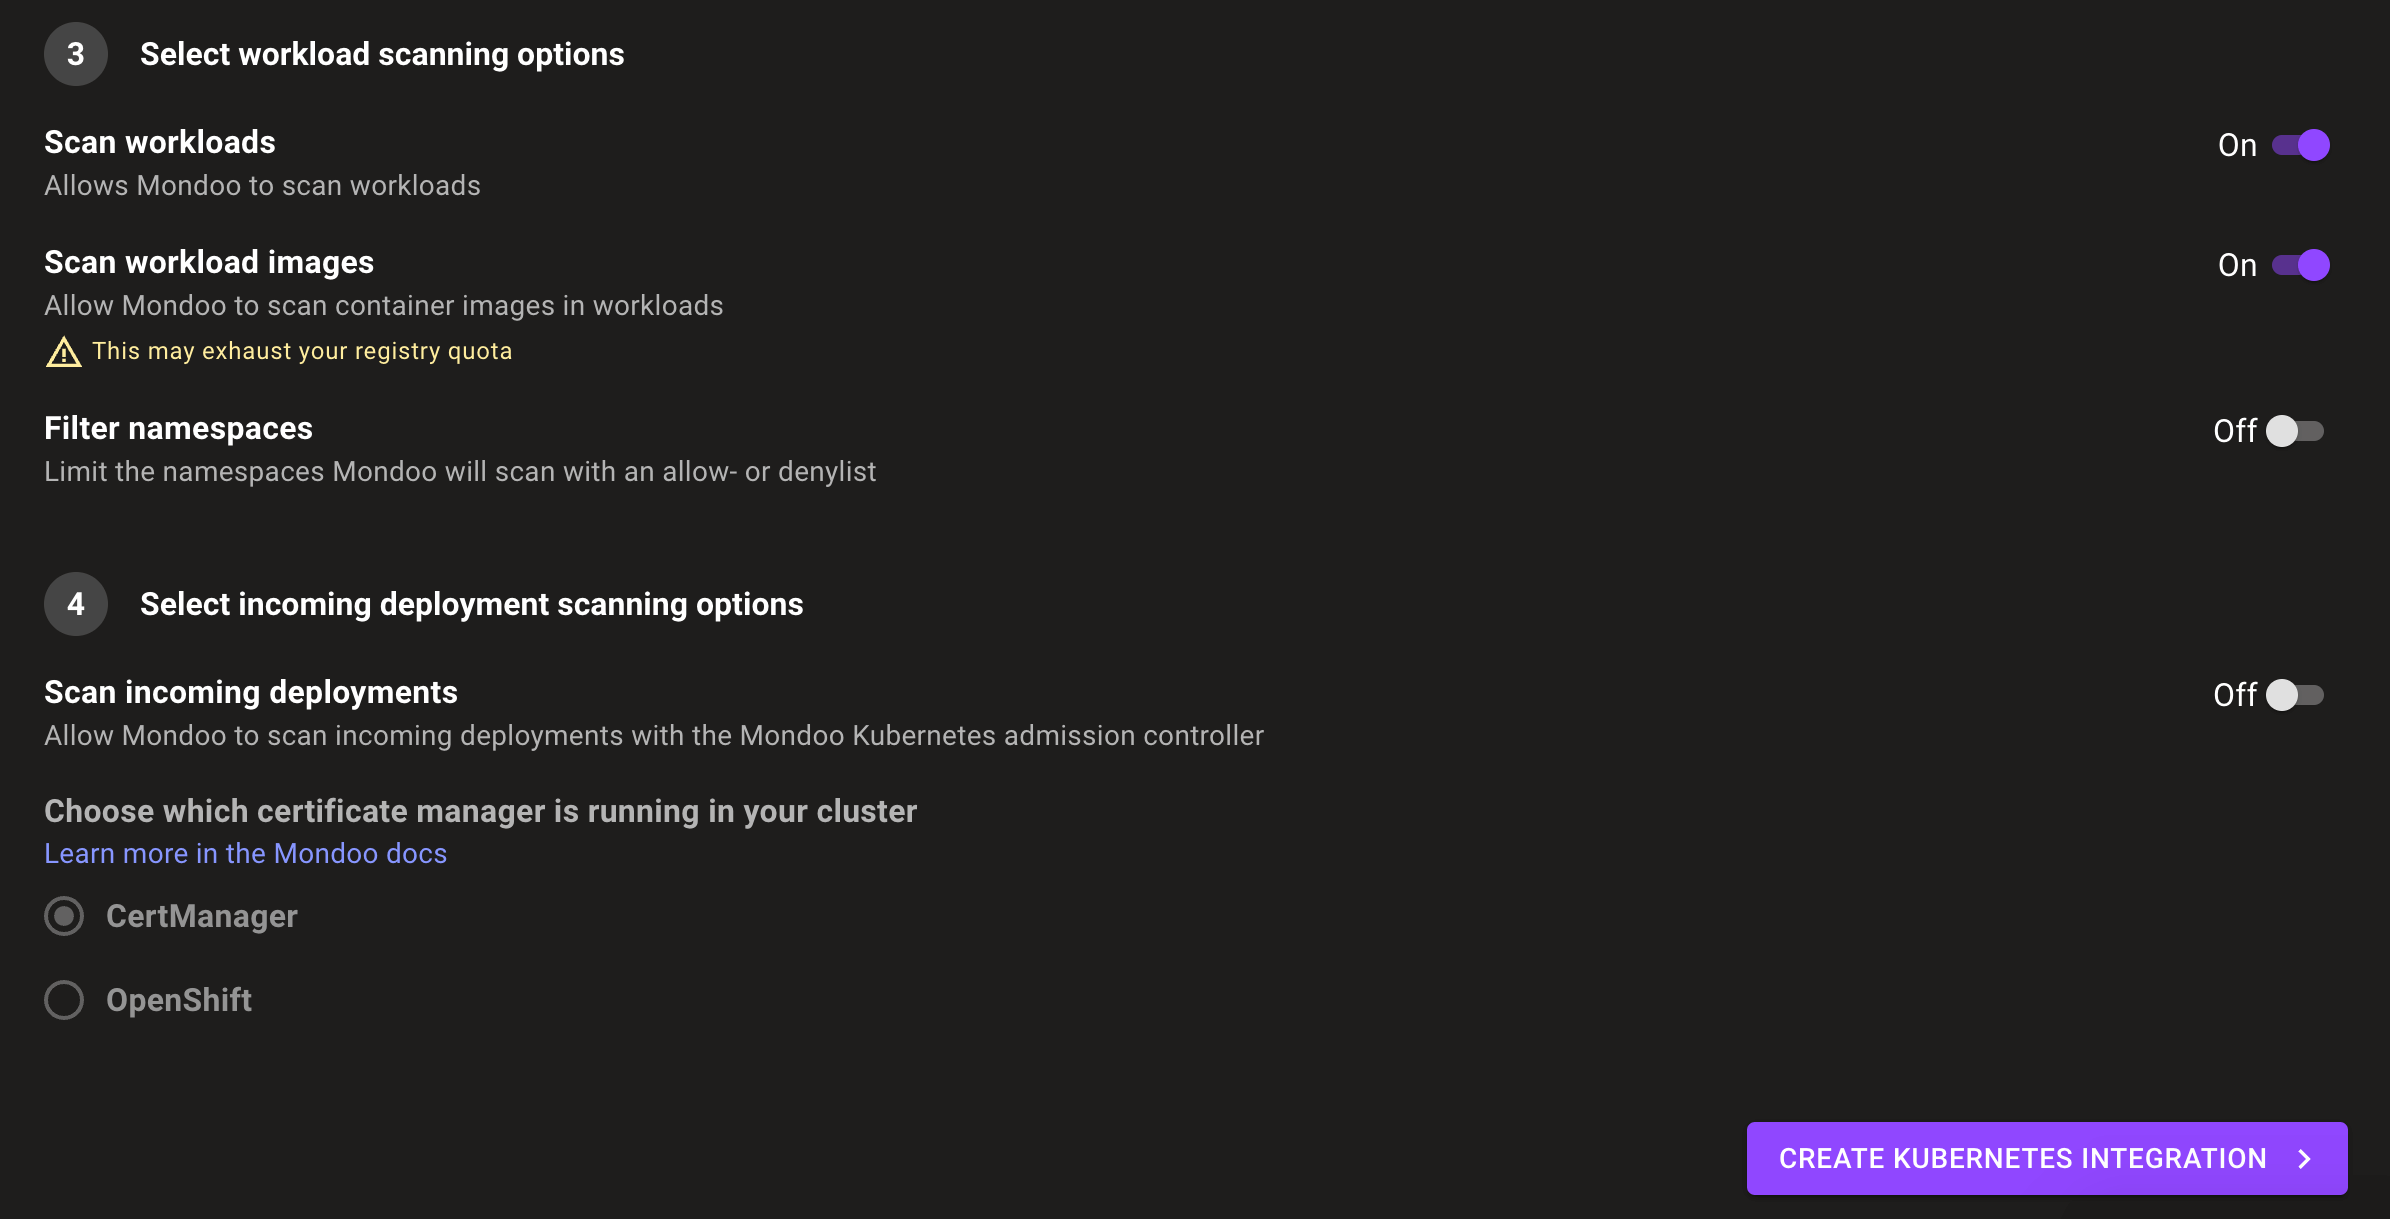 3
Select workload scanning options
Scan workloads
On
Allows Mondoo to scan workloads
Scan workload images
On
Allow Mondoo to scan container images in workloads
This may exhaust your registry quota
Filter namespaces
Off
Limit the namespaces Mondoo will scan with an allow- or denylist
4
Select incoming deployment scanning options
Scan incoming deployments
Off
Allow Mondoo to scan incoming deployments with the Mondoo Kubernetes admission controller
Choose which certificate manager is running in your cluster
Learn more in the Mondoo docs
CertManager
OpenShift
CREATE KUBERNETES INTEGRATION